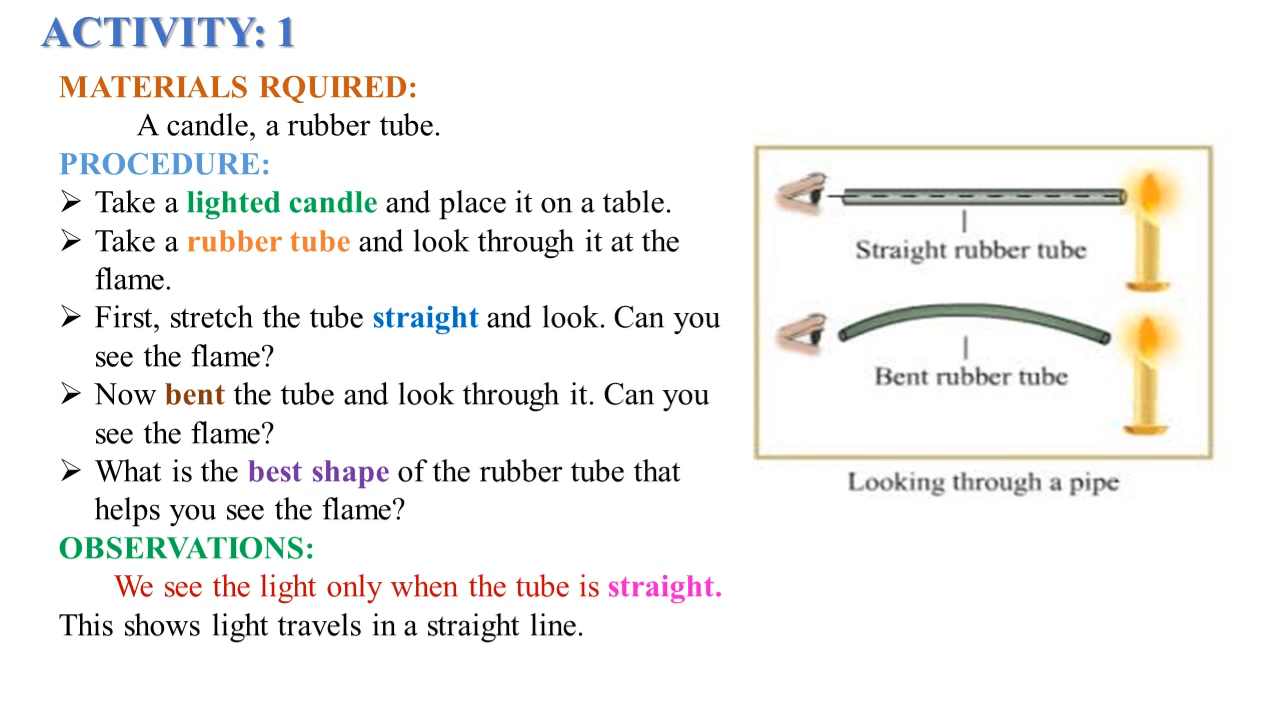 ACTIVITY: 1
MATERIALS RQUIRED:
A candle, a rubber tube.
PROCEDURE:
➢ Take a lighted candle and place it on a table.
➢ Take a rubber tube and look through it at the
flame.
➢ First, stretch the tube straight and look. Can you
see the flame?
➢ Now bent the tube and look through it. Can you
see the flame?
➢ What is the best shape of the rubber tube that
helps you see the flame?
OBSERVATIONS:
We see the light only when the tube is straight.
This shows light travels in a straight line.
Straight rubber tube
Bent rubber tube
Looking through a pipe